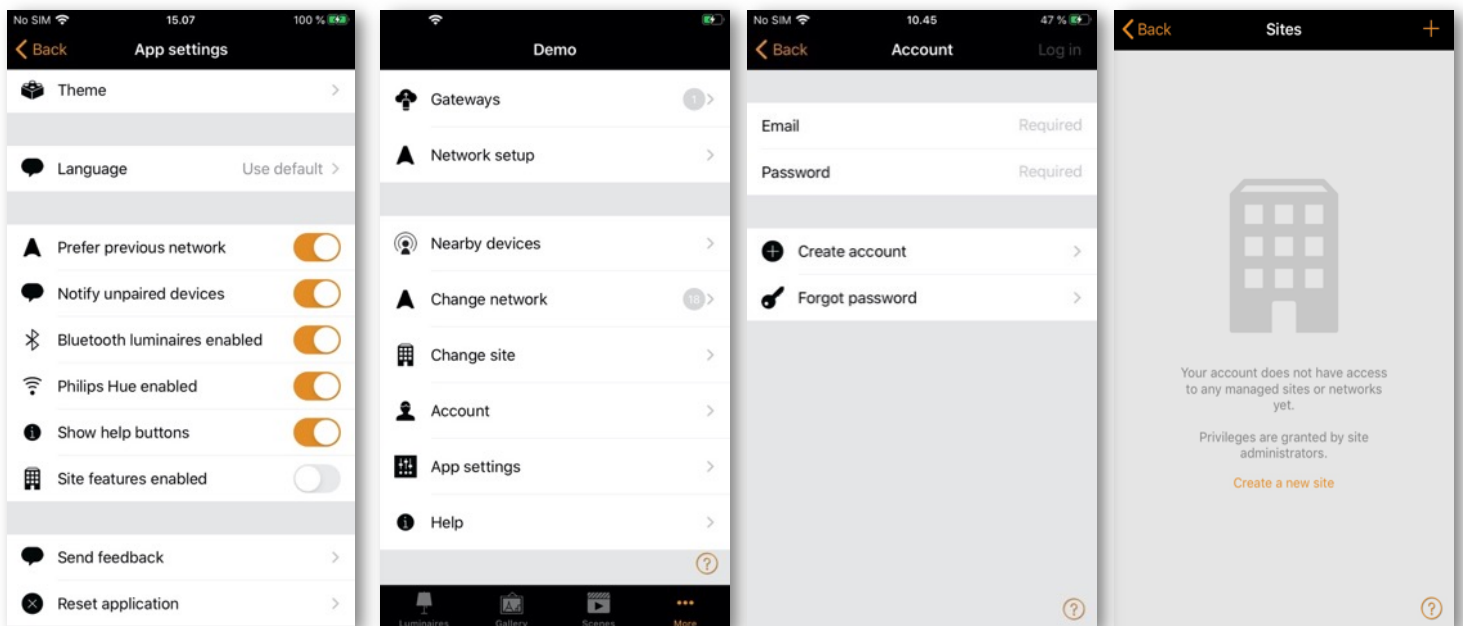 No SIM 15.07 100 %
Back App settings
Theme
Language Use default
Prefer previous network
Notify unpaired devices
Bluetooth luminaires enabled
Philips Hue enabled
Show help buttons
Site features enabled
Send feedback
Reset application
Demo
Gateways 1
Network setup
Nearby devices
Change network 18
Change site
Account
App settings
Help
?
Luminaires Gallery Scenes More
No SIM 10.45 47 %
Back Account Log in
Email Required
Password Required
Create account
Forgot password
?
Back Sites +
Your account does not have access
to any managed sites or networks
yet.
Privileges are granted by site
administrators.
Create a new site
?